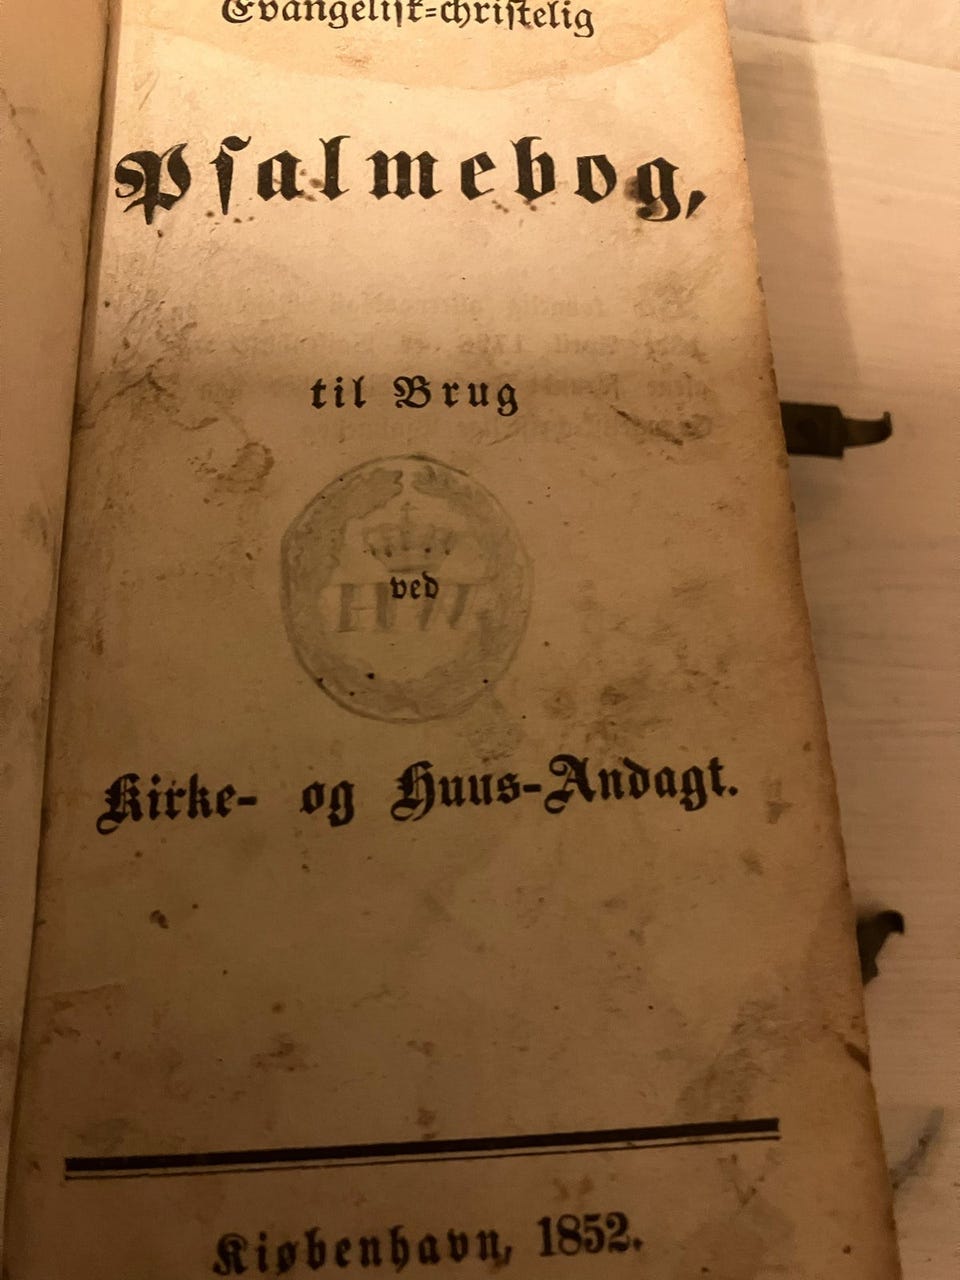 Evangelisk-christelig
Psalmebog,
til Brug
ved
Kirke- og Huus-Andagt.
Kiøbenhavn, 1852.